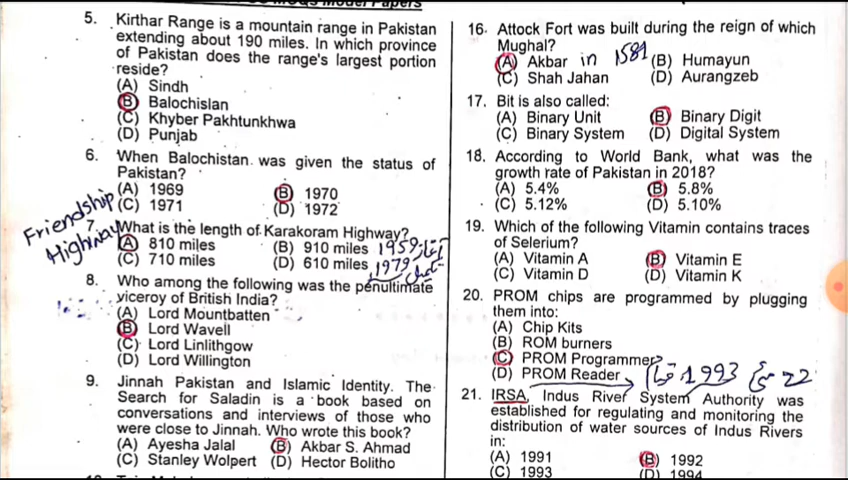 MCQs Model Papers
5. Kirthar Range is a mountain range in Pakistan
extending about 190 miles. In which province
of Pakistan does the range's largest portion
reside?
(A) Sindh
(B) Balochislan
(C) Khyber Pakhtunkhwa
(D) Punjab
6. When Balochistan was given the status of
Pakistan?
(A) 1969 (B) 1970
(C) 1971 (D) 1972
Friendship
Highway
7. What is the length of Karakoram Highway?
(A) 810 miles (B) 910 miles 1959 آغاز
(C) 710 miles (D) 610 miles 1979 تکمیل
8. Who among the following was the penultimate
viceroy of British India?
(A) Lord Mountbatten
(B) Lord Wavell
(C) Lord Linlithgow
(D) Lord Willington
9. Jinnah Pakistan and Islamic Identity. The
Search for Saladin is a book based on
conversations and interviews of those who
were close to Jinnah. Who wrote this book?
(A) Ayesha Jalal (B) Akbar S. Ahmad
(C) Stanley Wolpert (D) Hector Bolitho
16. Attock Fort was built during the reign of which
Mughal?
(A) Akbar in 1581 (B) Humayun
(C) Shah Jahan (D) Aurangzeb
17. Bit is also called:
(A) Binary Unit (B) Binary Digit
(C) Binary System (D) Digital System
18. According to World Bank, what was the
growth rate of Pakistan in 2018?
(A) 5.4% (B) 5.8%
(C) 5.12% (D) 5.10%
19. Which of the following Vitamin contains traces
of Selerium?
(A) Vitamin A (B) Vitamin E
(C) Vitamin D (D) Vitamin K
20. PROM chips are programmed by plugging
them into:
(A) Chip Kits
(B) ROM burners
(C) PROM Programmer
(D) PROM Reader 22 1993
21. IRSA, Indus River System Authority was
established for regulating and monitoring the
distribution of water sources of Indus Rivers
in:
(A) 1991 (B) 1992
(C) 1993 (D) 1994